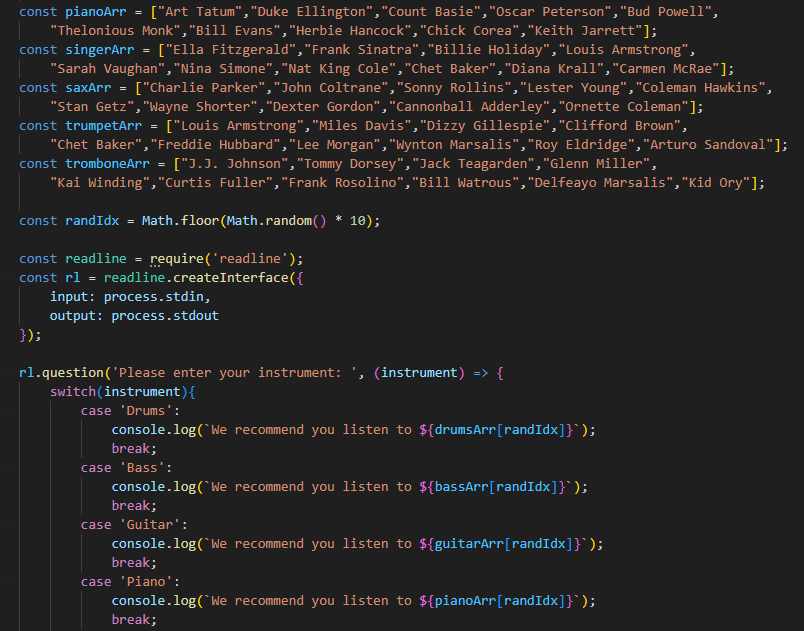 const pianoArr = ["Art Tatum","Duke Ellington","Count Basie","Oscar Peterson","Bud Powell",
    "Thelonious Monk","Bill Evans","Herbie Hancock","Chick Corea","Keith Jarrett"];
const singerArr = ["Ella Fitzgerald","Frank Sinatra","Billie Holiday","Louis Armstrong",
    "Sarah Vaughan","Nina Simone","Nat King Cole","Chet Baker","Diana Krall","Carmen McRae"];
const saxArr = ["Charlie Parker","John Coltrane","Sonny Rollins","Lester Young","Coleman Hawkins",
    "Stan Getz","Wayne Shorter","Dexter Gordon","Cannonball Adderley","Ornette Coleman"];
const trumpetArr = ["Louis Armstrong","Miles Davis","Dizzy Gillespie","Clifford Brown",
    "Chet Baker","Freddie Hubbard","Lee Morgan","Wynton Marsalis","Roy Eldridge","Arturo Sandoval"];
const tromboneArr = ["J.J. Johnson","Tommy Dorsey","Jack Teagarden","Glenn Miller",
    "Kai Winding","Curtis Fuller","Frank Rosolino","Bill Watrous","Delfeayo Marsalis","Kid Ory"];

const randIdx = Math.floor(Math.random() * 10);

const readline = require('readline');
const rl = readline.createInterface({
    input: process.stdin,
    output: process.stdout
});

rl.question('Please enter your instrument: ', (instrument) => {
    switch(instrument){
        case 'Drums':
            console.log(`We recommend you listen to ${drumsArr[randIdx]}`);
            break;
        case 'Bass':
            console.log(`We recommend you listen to ${bassArr[randIdx]}`);
            break;
        case 'Guitar':
            console.log(`We recommend you listen to ${guitarArr[randIdx]}`);
            break;
        case 'Piano':
            console.log(`We recommend you listen to ${pianoArr[randIdx]}`);
            break;